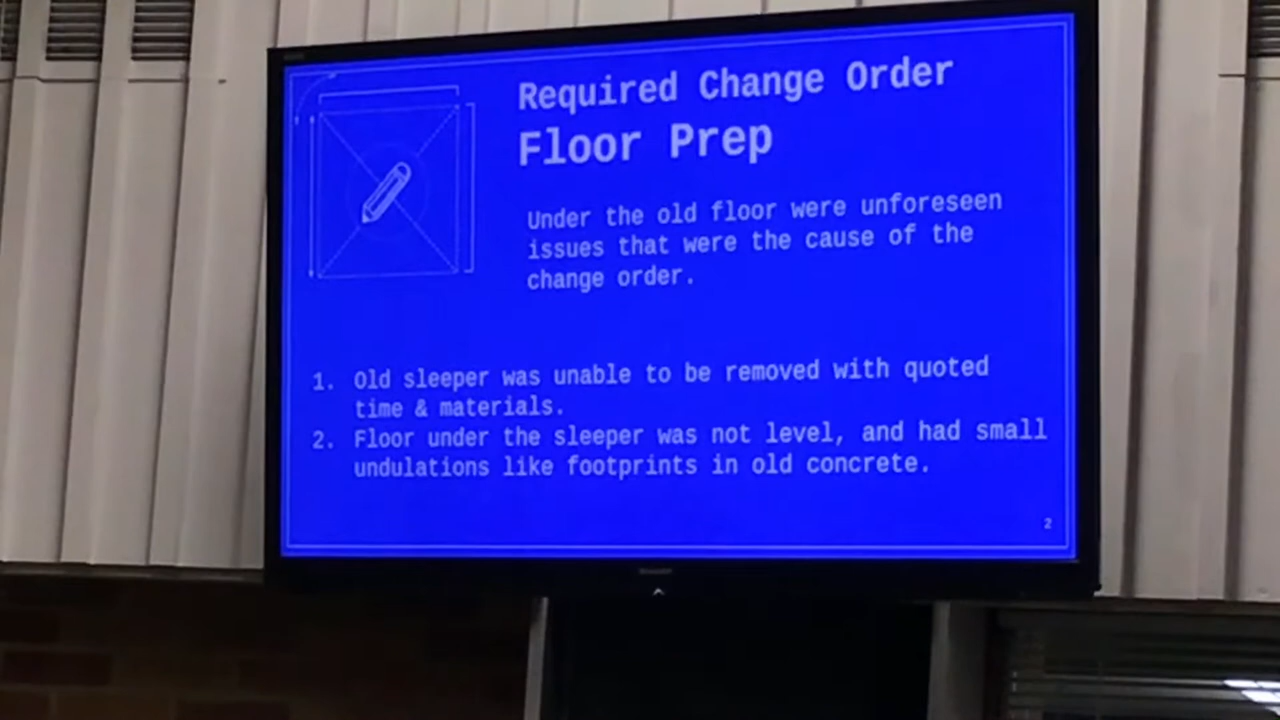 Required Change Order
Floor Prep
Under the old floor were unforeseen
issues that were the cause of the
change order.
1. Old sleeper was unable to be removed with quoted
time & materials.
2. Floor under the sleeper was not level, and had small
undulations like footprints in old concrete.
2